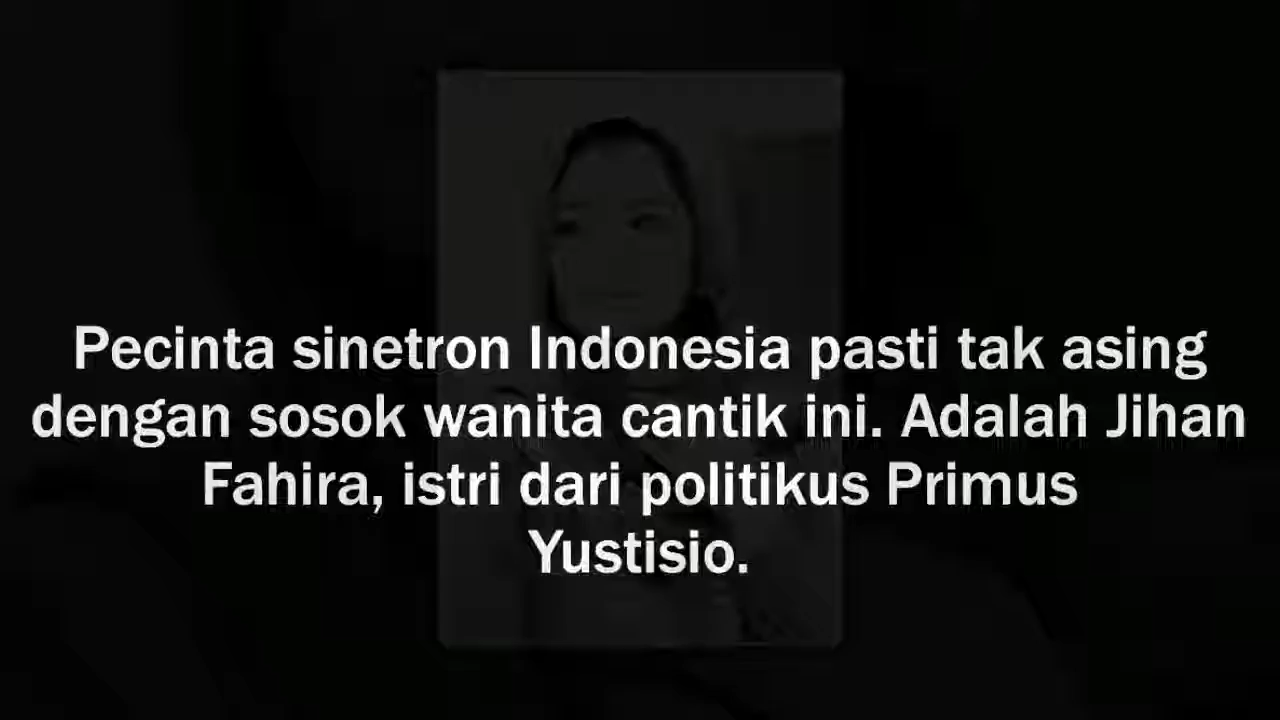 Pecinta sinetron Indonesia pasti tak asing
dengan sosok wanita cantik ini. Adalah Jihan
Fahira, istri dari politikus Primus
Yustisio.